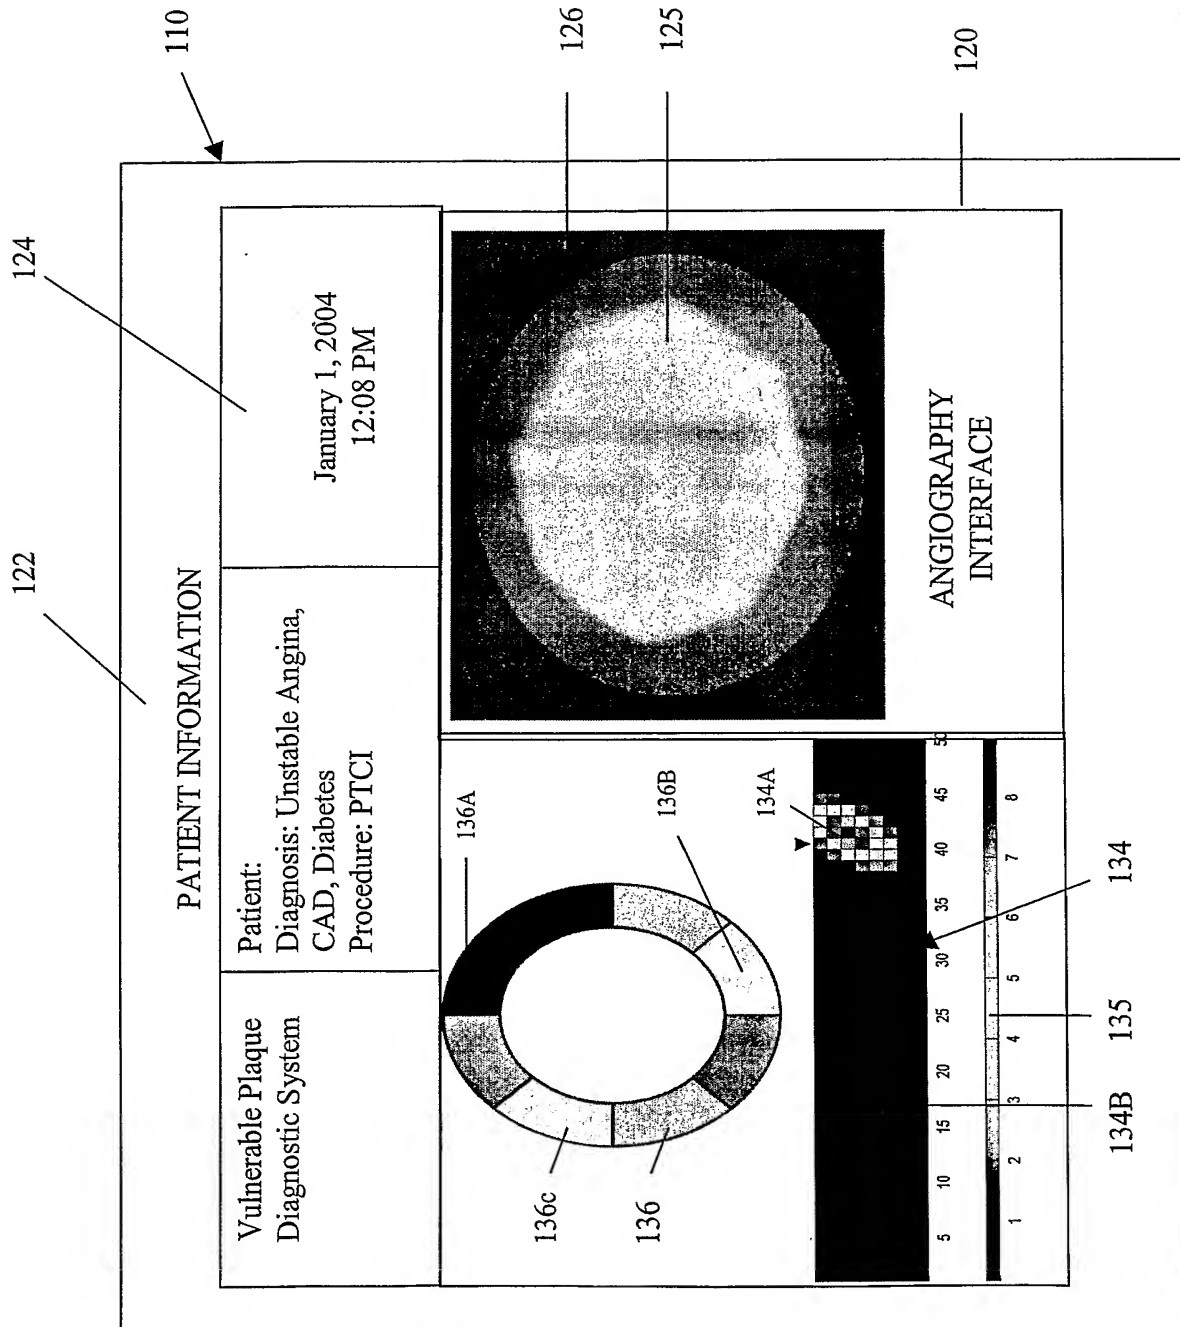 122
124
110
PATIENT INFORMATION
Vulnerable Plaque
Diagnostic System
Patient:
Diagnosis: Unstable Angina,
CAD, Diabetes
Procedure: PTCI
January 1, 2004
12:08 PM
126
125
120
136A
136B
136c
136
134A
5 10 15 20 25 30 35 40 45 50
1 2 3 4 5 6 7 8
134B
135
134
ANGIOGRAPHY
INTERFACE